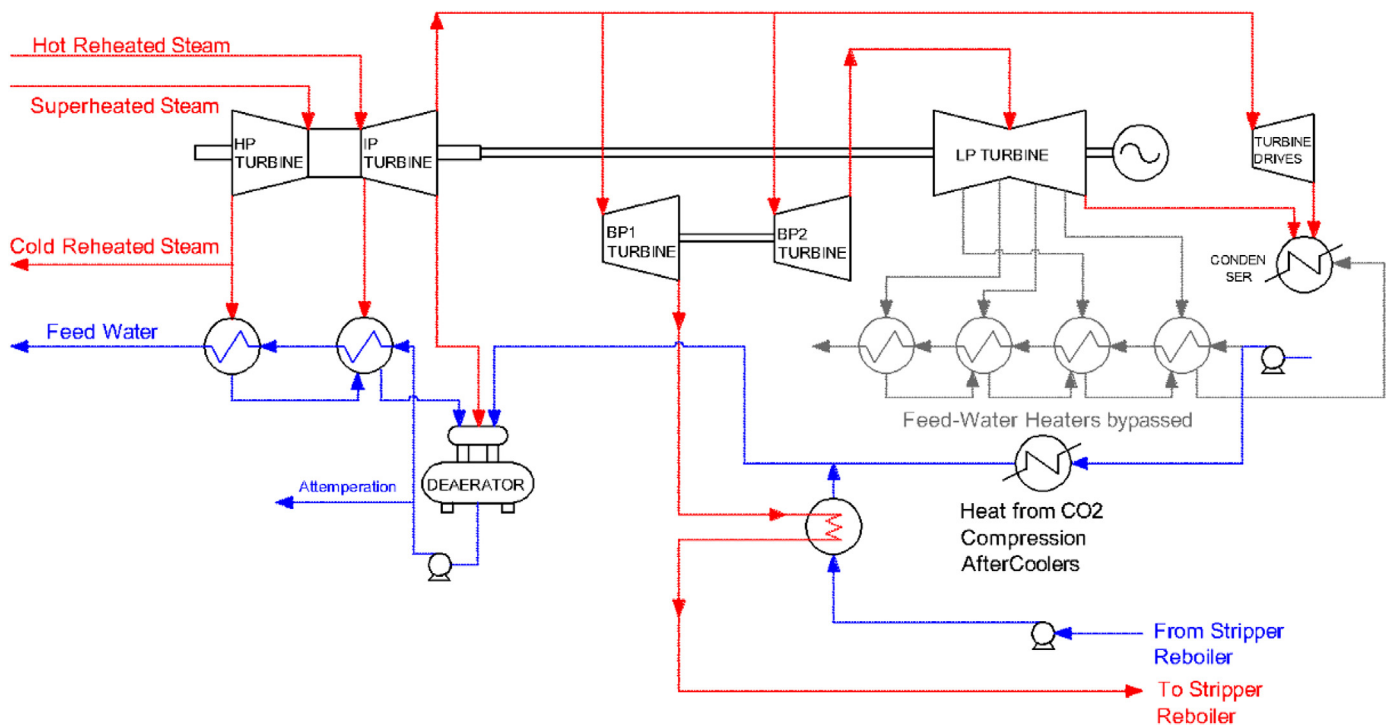 Hot Reheated Steam
Superheated Steam
HP
TURBINE
IP
TURBINE
LP TURBINE
TURBINE
DRIVES
BP1
TURBINE
BP2
TURBINE
Cold Reheated Steam
CONDEN
SER
Feed Water
Feed-Water Heaters bypassed
Attemperation
DEAERATOR
Heat from CO2
Compression
AfterCoolers
From Stripper
Reboiler
To Stripper
Reboiler